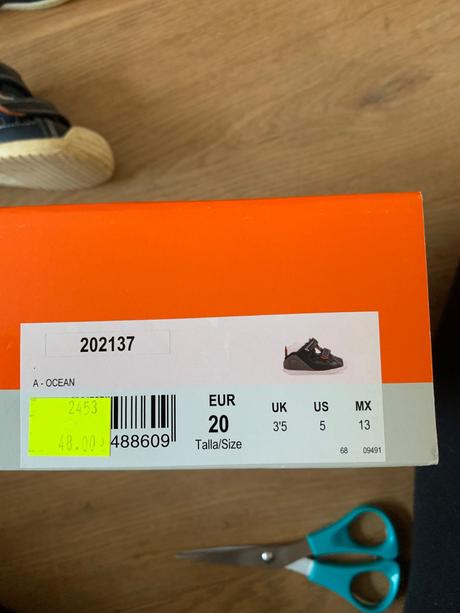 202137
A - OCEAN
2453
48.00
488609
EUR
20
Talla/Size
UK
3'5
US
5
MX
13
68 09491